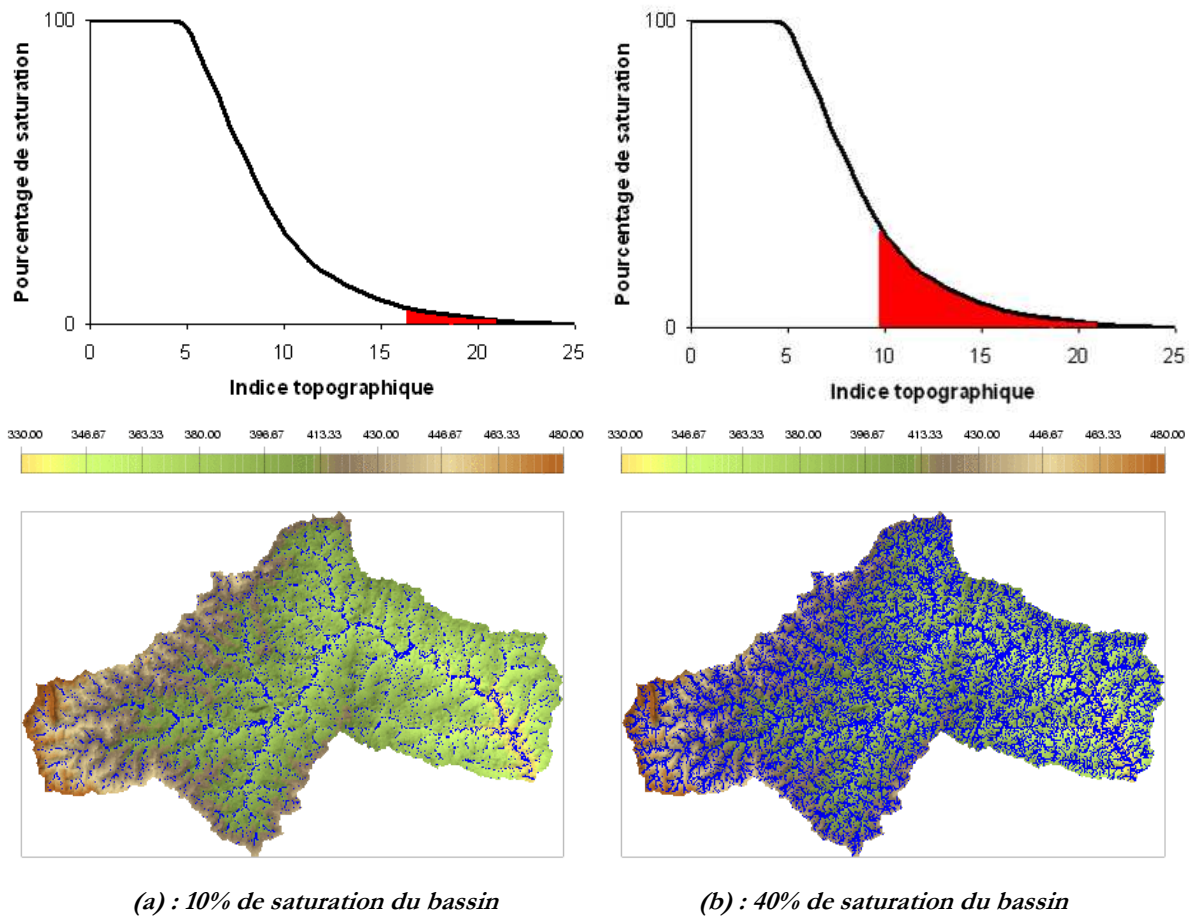 100
Pourcentage de saturation
0
0 5 10 15 20 25
Indice topographique
100
Pourcentage de saturation
0
0 5 10 15 20 25
Indice topographique
330.00 346.67 363.33 380.00 396.67 413.33 430.00 446.67 463.33 480.00
330.00 346.67 363.33 380.00 396.67 413.33 430.00 446.67 463.33 480.00
(a) : 10% de saturation du bassin
(b) : 40% de saturation du bassin